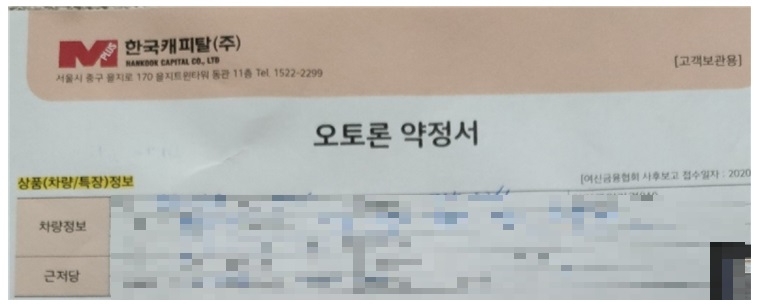 M PLUS 한국캐피탈(주)
HANKOOK CAPITAL CO., LTD
서울시 중구 을지로 170 을지트윈타워 동관 11층 Tel. 1522-2299
[고객보관용]
오토론 약정서
상품(차량/특장)정보
[여신금융협회 사후보고 접수일자 : 2020
차량정보
근저당